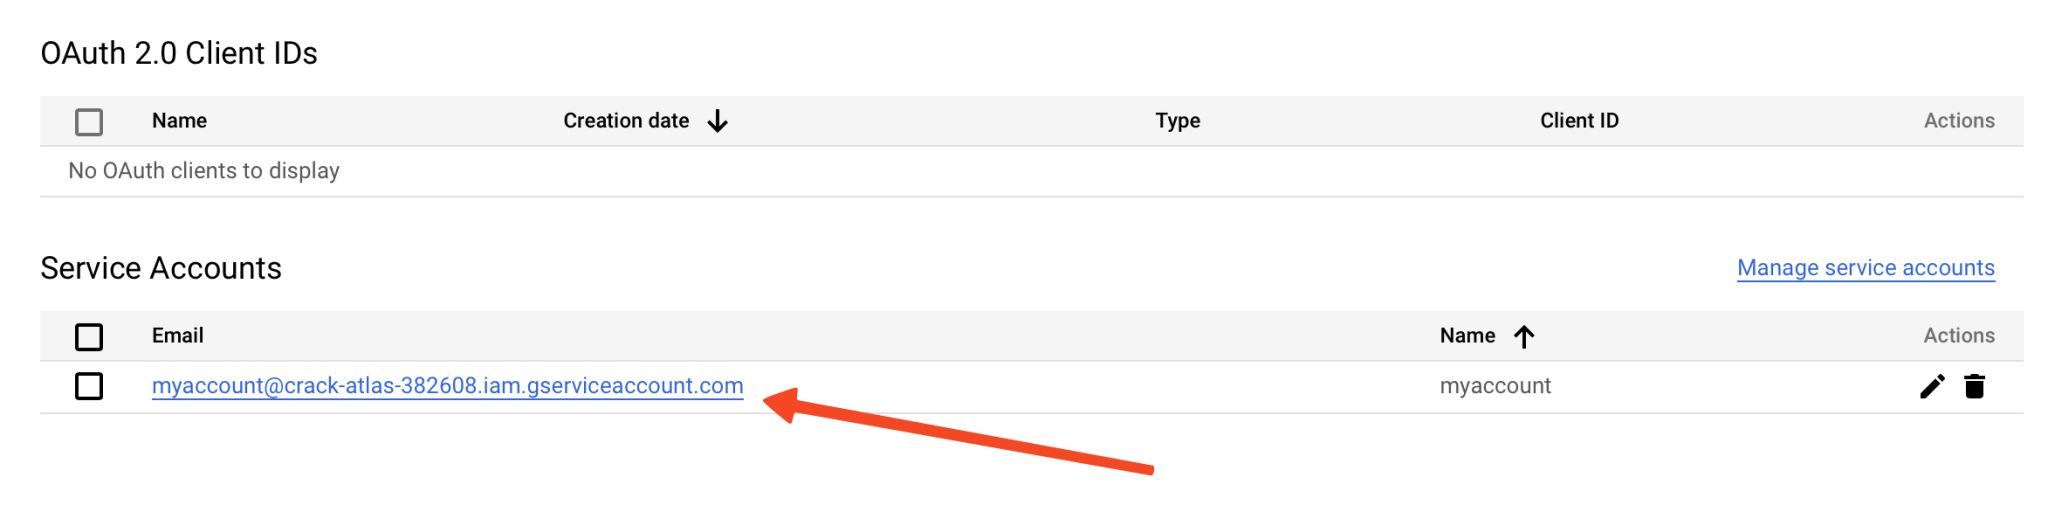 OAuth 2.0 Client IDs
Name Creation date Type Client ID Actions
No OAuth clients to display
Service Accounts Manage service accounts
Email Name Actions
myaccount@crack-atlas-382608.iam.gserviceaccount.com myaccount